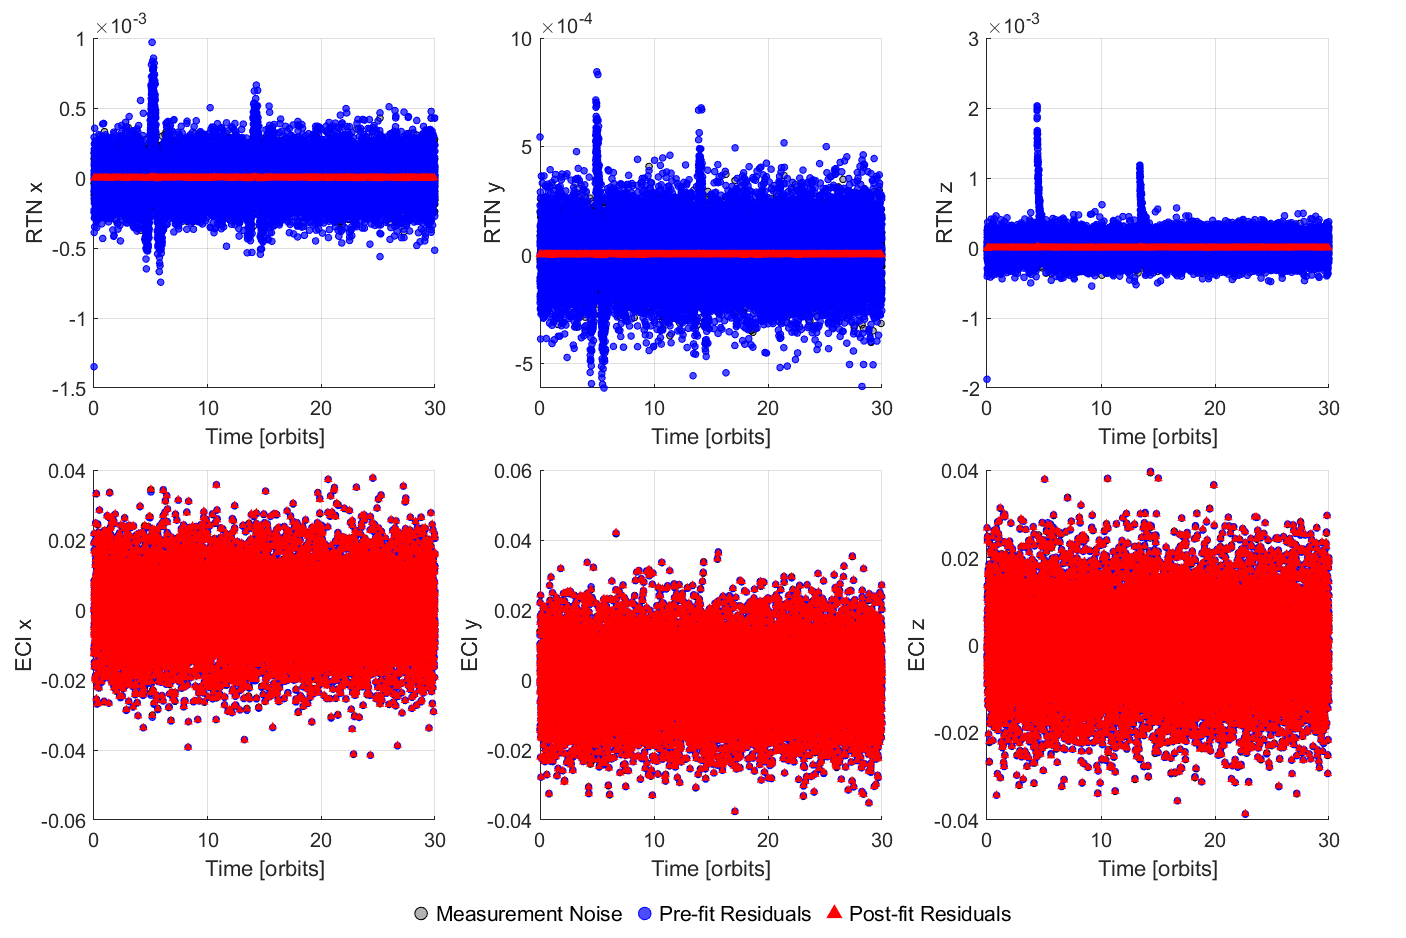 ×10-3
1
0.5
0
-0.5
-1
-1.5
RTN x
0 10 20 30
Time [orbits]
×10-4
10
5
0
-5
RTN y
0 10 20 30
Time [orbits]
×10-3
3
2
1
0
-1
-2
RTN z
0 10 20 30
Time [orbits]
0.04
0.02
0
-0.02
-0.04
-0.06
ECI x
0 10 20 30
Time [orbits]
0.06
0.04
0.02
0
-0.02
-0.04
ECI y
0 10 20 30
Time [orbits]
0.04
0.02
0
-0.02
-0.04
ECI z
0 10 20 30
Time [orbits]
Measurement Noise Pre-fit Residuals Post-fit Residuals